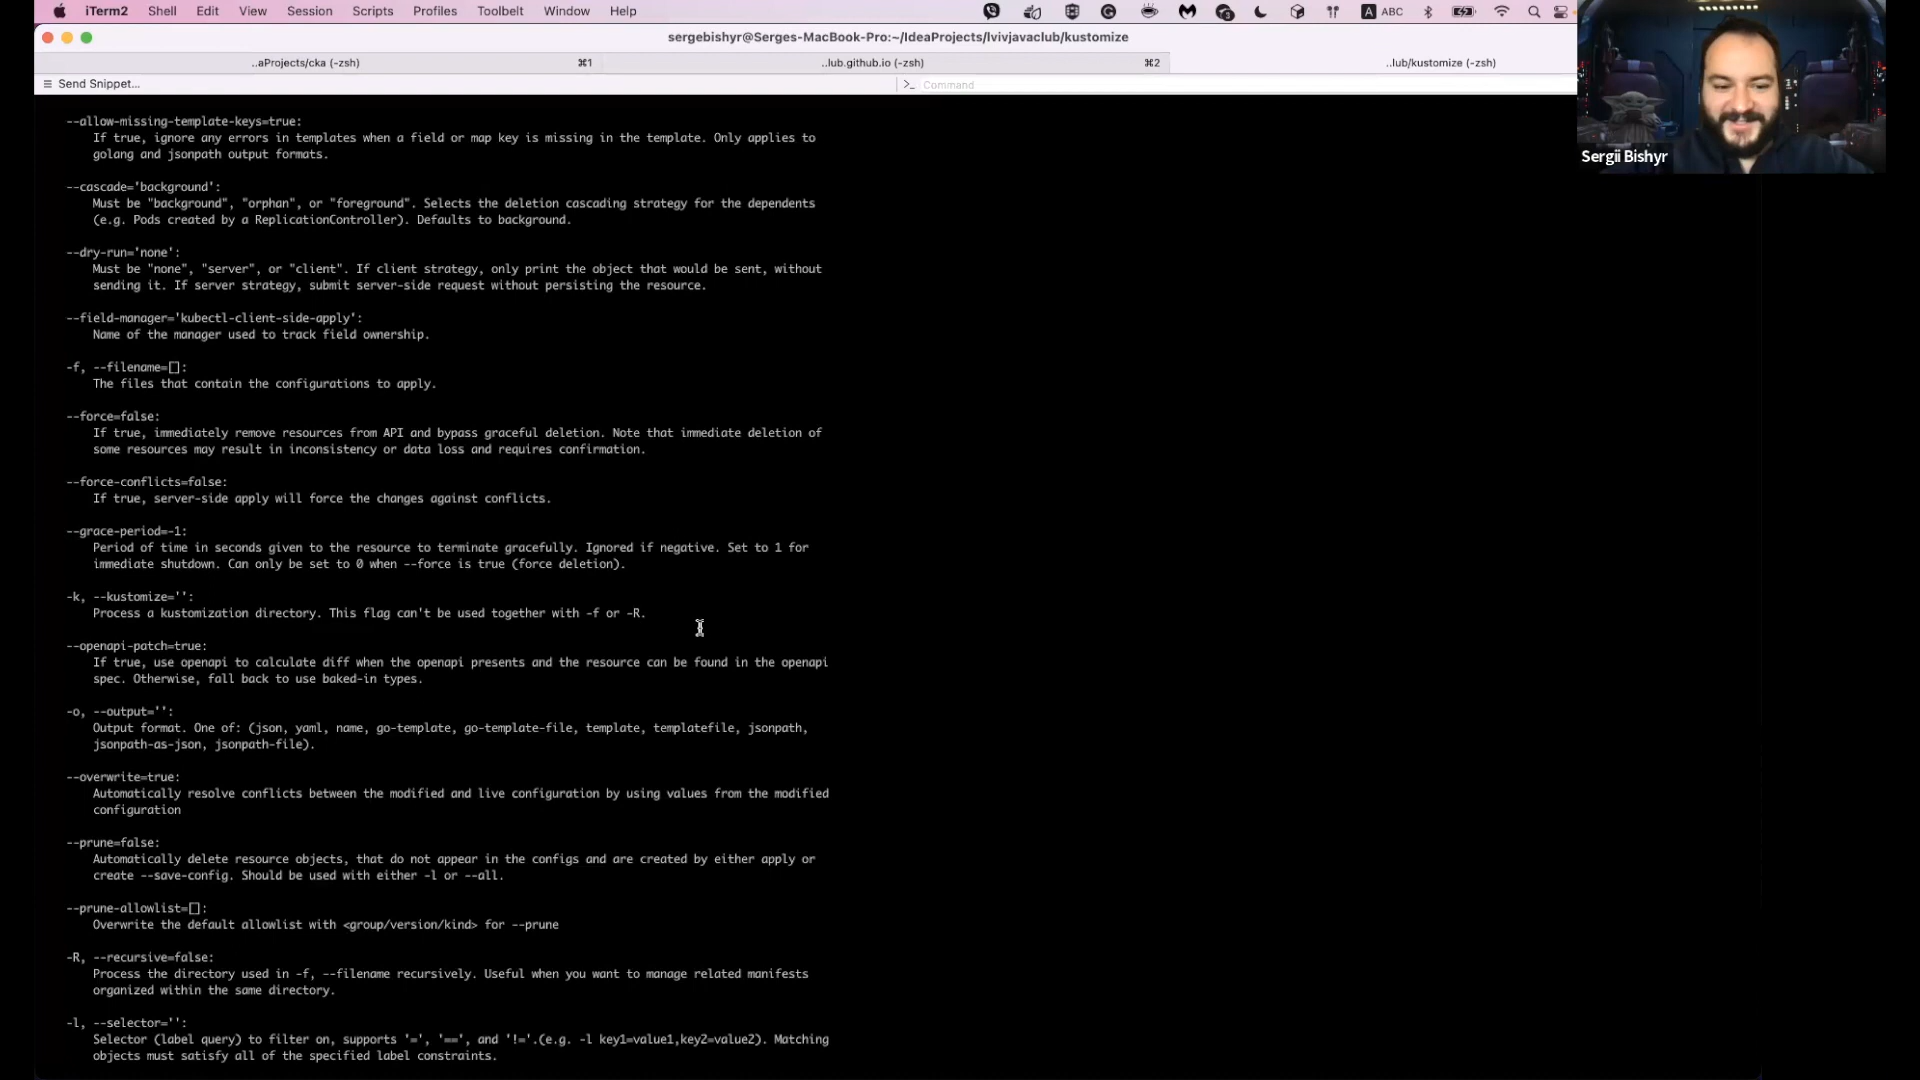 iTerm2 Shell Edit View Session Scripts Profiles Toolbelt Window Help A ABC
sergebishyr@Serges-MacBook-Pro:~/IdeaProjects/lvivjavaclub/kustomize
..aProjects/cka (-zsh) ⌘1 ..lub.github.io (-zsh) ⌘2 ..lub/kustomize (-zsh)
Send Snippet... >_ Command
Sergii Bishyr
--allow-missing-template-keys=true:
If true, ignore any errors in templates when a field or map key is missing in the template. Only applies to
golang and jsonpath output formats.
--cascade='background':
Must be "background", "orphan", or "foreground". Selects the deletion cascading strategy for the dependents
(e.g. Pods created by a ReplicationController). Defaults to background.
--dry-run='none':
Must be "none", "server", or "client". If client strategy, only print the object that would be sent, without
sending it. If server strategy, submit server-side request without persisting the resource.
--field-manager='kubectl-client-side-apply':
Name of the manager used to track field ownership.
-f, --filename=[]:
The files that contain the configurations to apply.
--force=false:
If true, immediately remove resources from API and bypass graceful deletion. Note that immediate deletion of
some resources may result in inconsistency or data loss and requires confirmation.
--force-conflicts=false:
If true, server-side apply will force the changes against conflicts.
--grace-period=-1:
Period of time in seconds given to the resource to terminate gracefully. Ignored if negative. Set to 1 for
immediate shutdown. Can only be set to 0 when --force is true (force deletion).
-k, --kustomize='':
Process a kustomization directory. This flag can't be used together with -f or -R.
--openapi-patch=true:
If true, use openapi to calculate diff when the openapi presents and the resource can be found in the openapi
spec. Otherwise, fall back to use baked-in types.
-o, --output='':
Output format. One of: (json, yaml, name, go-template, go-template-file, template, templatefile, jsonpath,
jsonpath-as-json, jsonpath-file).
--overwrite=true:
Automatically resolve conflicts between the modified and live configuration by using values from the modified
configuration
--prune=false:
Automatically delete resource objects, that do not appear in the configs and are created by either apply or
create --save-config. Should be used with either -l or --all.
--prune-allowlist=[]:
Overwrite the default allowlist with <group/version/kind> for --prune
-R, --recursive=false:
Process the directory used in -f, --filename recursively. Useful when you want to manage related manifests
organized within the same directory.
-l, --selector='':
Selector (label query) to filter on, supports '=', '==', and '!='.(e.g. -l key1=value1,key2=value2). Matching
objects must satisfy all of the specified label constraints.